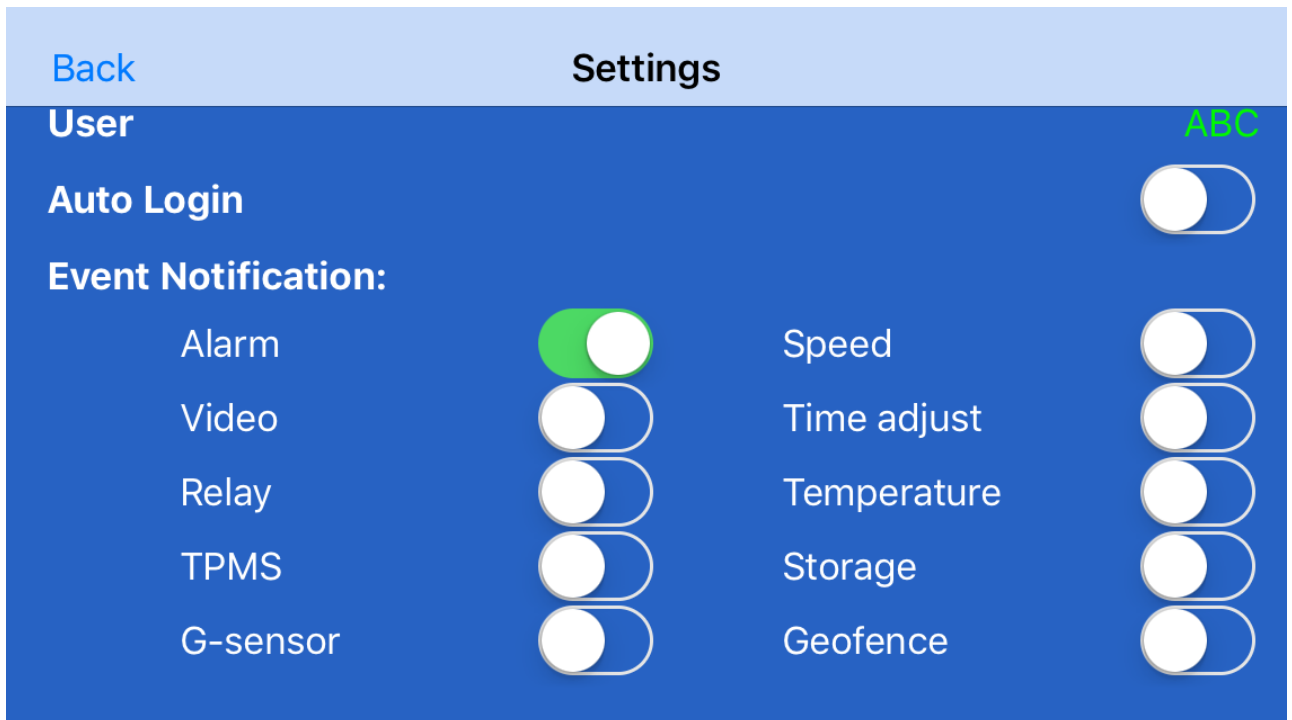 Back Settings
User ABC
Auto Login
Event Notification:
Alarm Speed
Video Time adjust
Relay Temperature
TPMS Storage
G-sensor Geofence